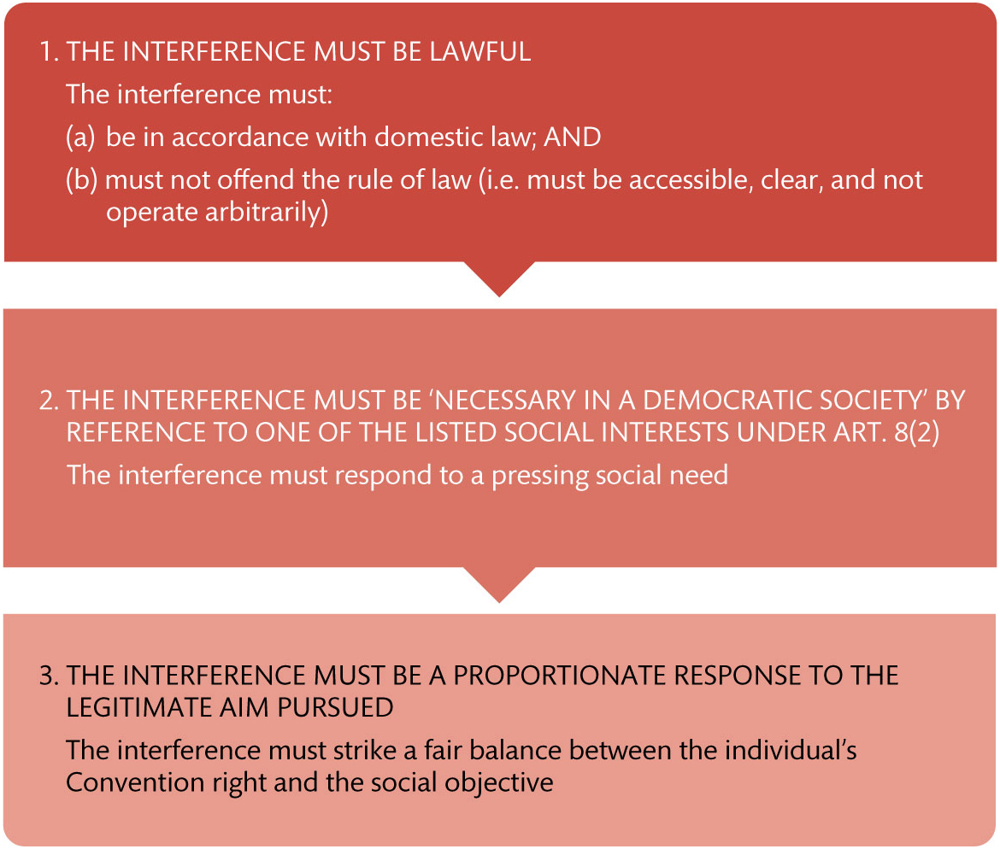 1. THE INTERFERENCE MUST BE LAWFUL
The interference must:
(a) be in accordance with domestic law; AND
(b) must not offend the rule of law (i.e. must be accessible, clear, and not
operate arbitrarily)
2. THE INTERFERENCE MUST BE ‘NECESSARY IN A DEMOCRATIC SOCIETY’ BY
REFERENCE TO ONE OF THE LISTED SOCIAL INTERESTS UNDER ART. 8(2)
The interference must respond to a pressing social need
3. THE INTERFERENCE MUST BE A PROPORTIONATE RESPONSE TO THE
LEGITIMATE AIM PURSUED
The interference must strike a fair balance between the individual’s
Convention right and the social objective